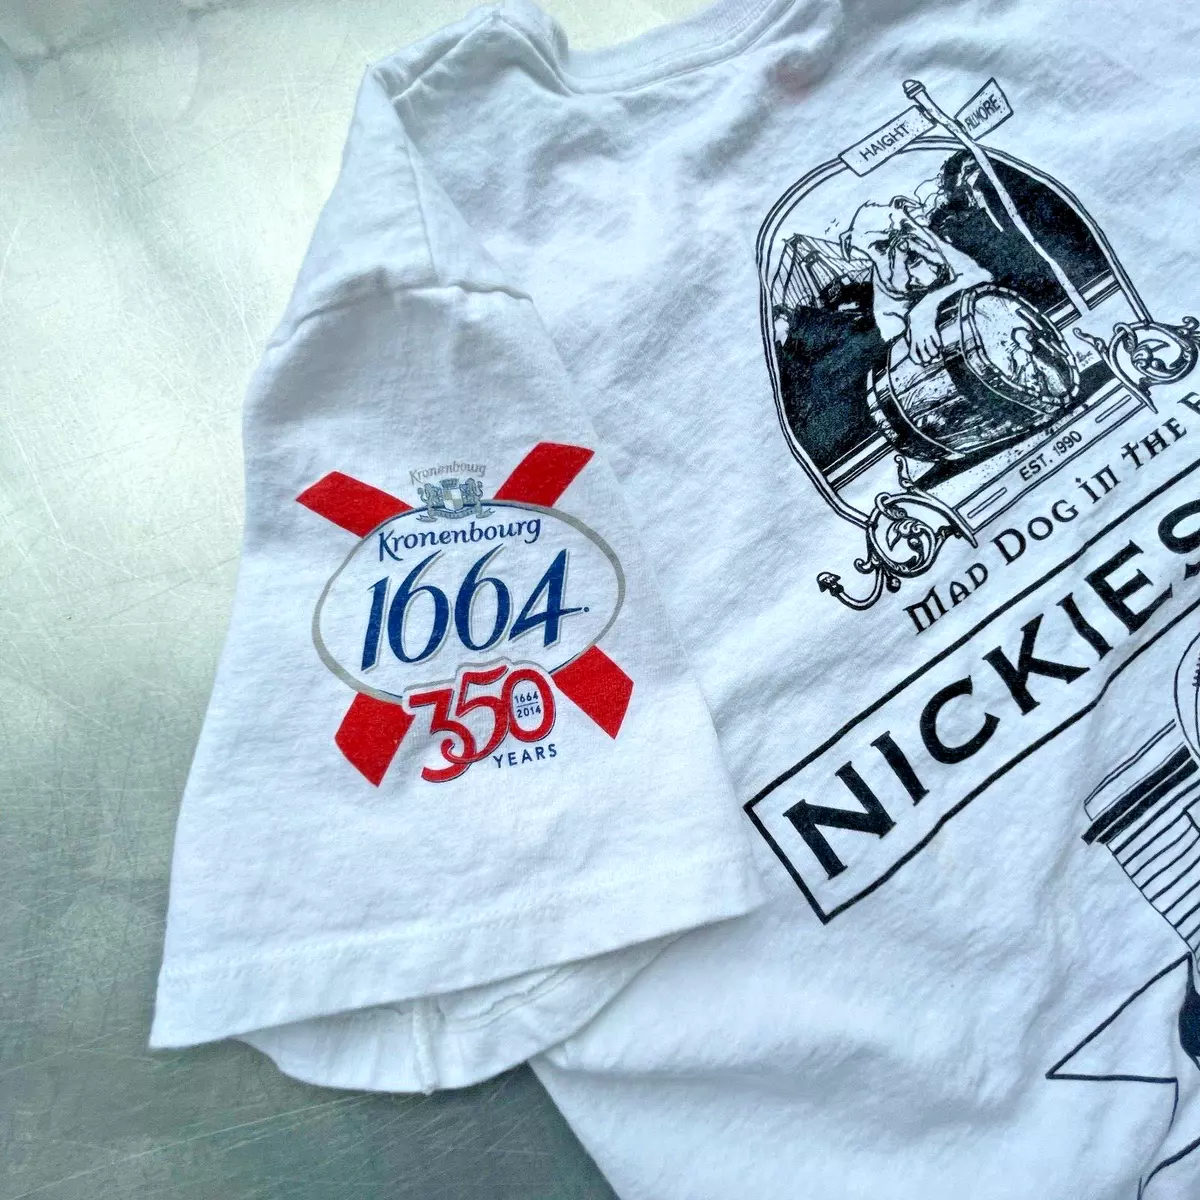 Kronenbourg
Kronenbourg
1664
350
1664
2014
YEARS
HAIGHT
FILLMORE
EST. 1990
MAD DOG in THE
NICKIES